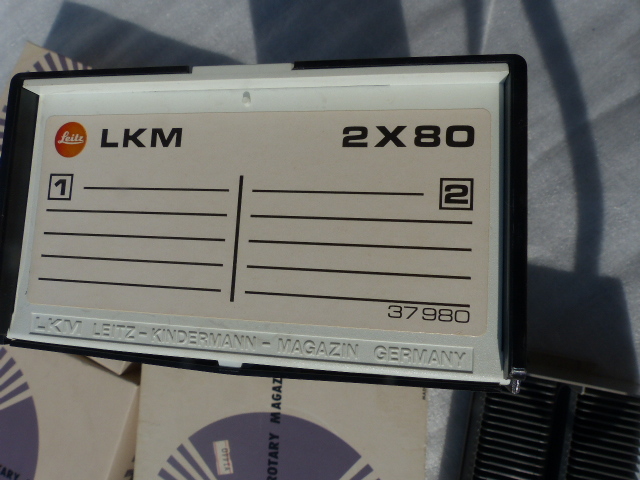 Leitz LKM 2X80
1 2
37980
LKM LEITZ-KINDERMANN-MAGAZIN GERMANY
ROTARY MAGAZ